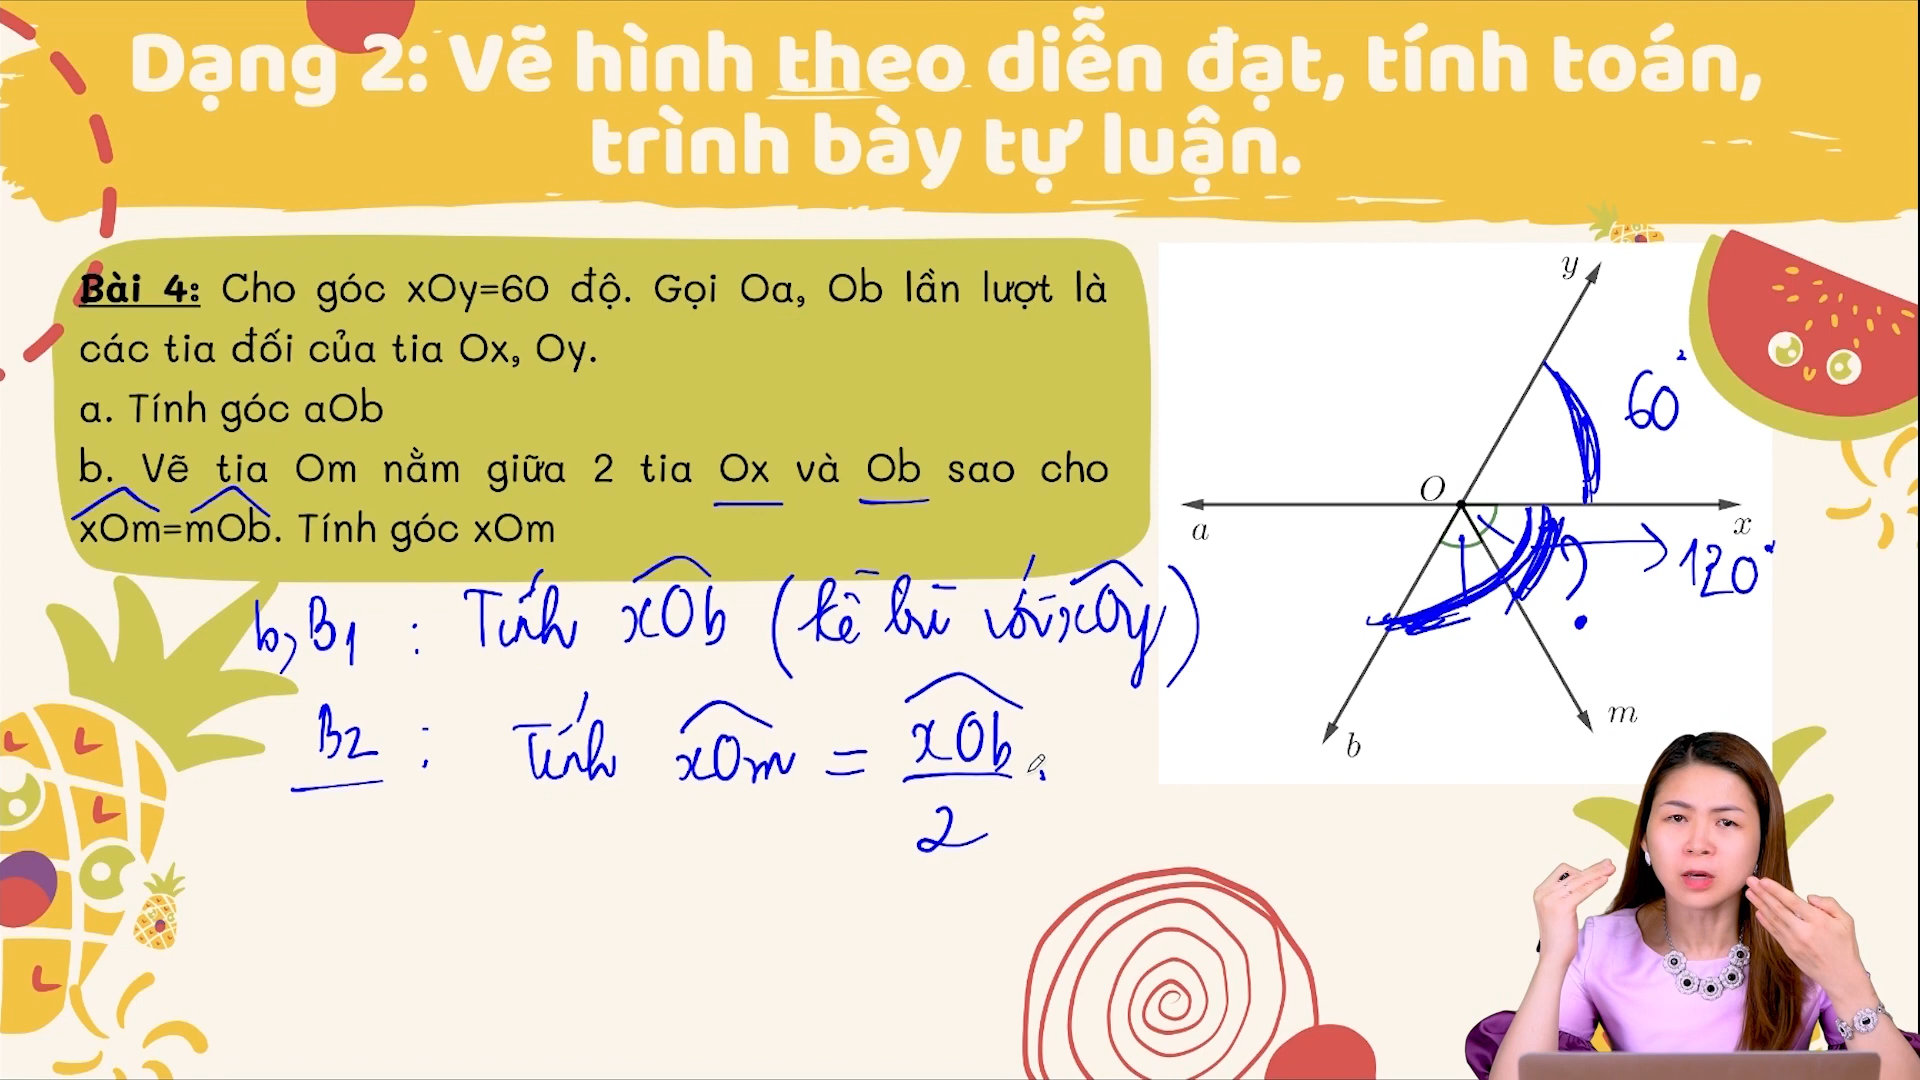 Dạng 2: Vẽ hình theo diễn đạt, tính toán,
trình bày tự luận.
Bài 4: Cho góc xOy=60 độ. Gọi Oa, Ob lần lượt là
các tia đối của tia Ox, Oy.
a. Tính góc aOb
b. Vẽ tia Om nằm giữa 2 tia Ox và Ob sao cho
xOm=mOb. Tính góc xOm
b, B1 : Tính xOb (kề bù với xOy)
B2 : Tính xOm = xOb
2
y
60°
O
a
x
?
120°
m
b